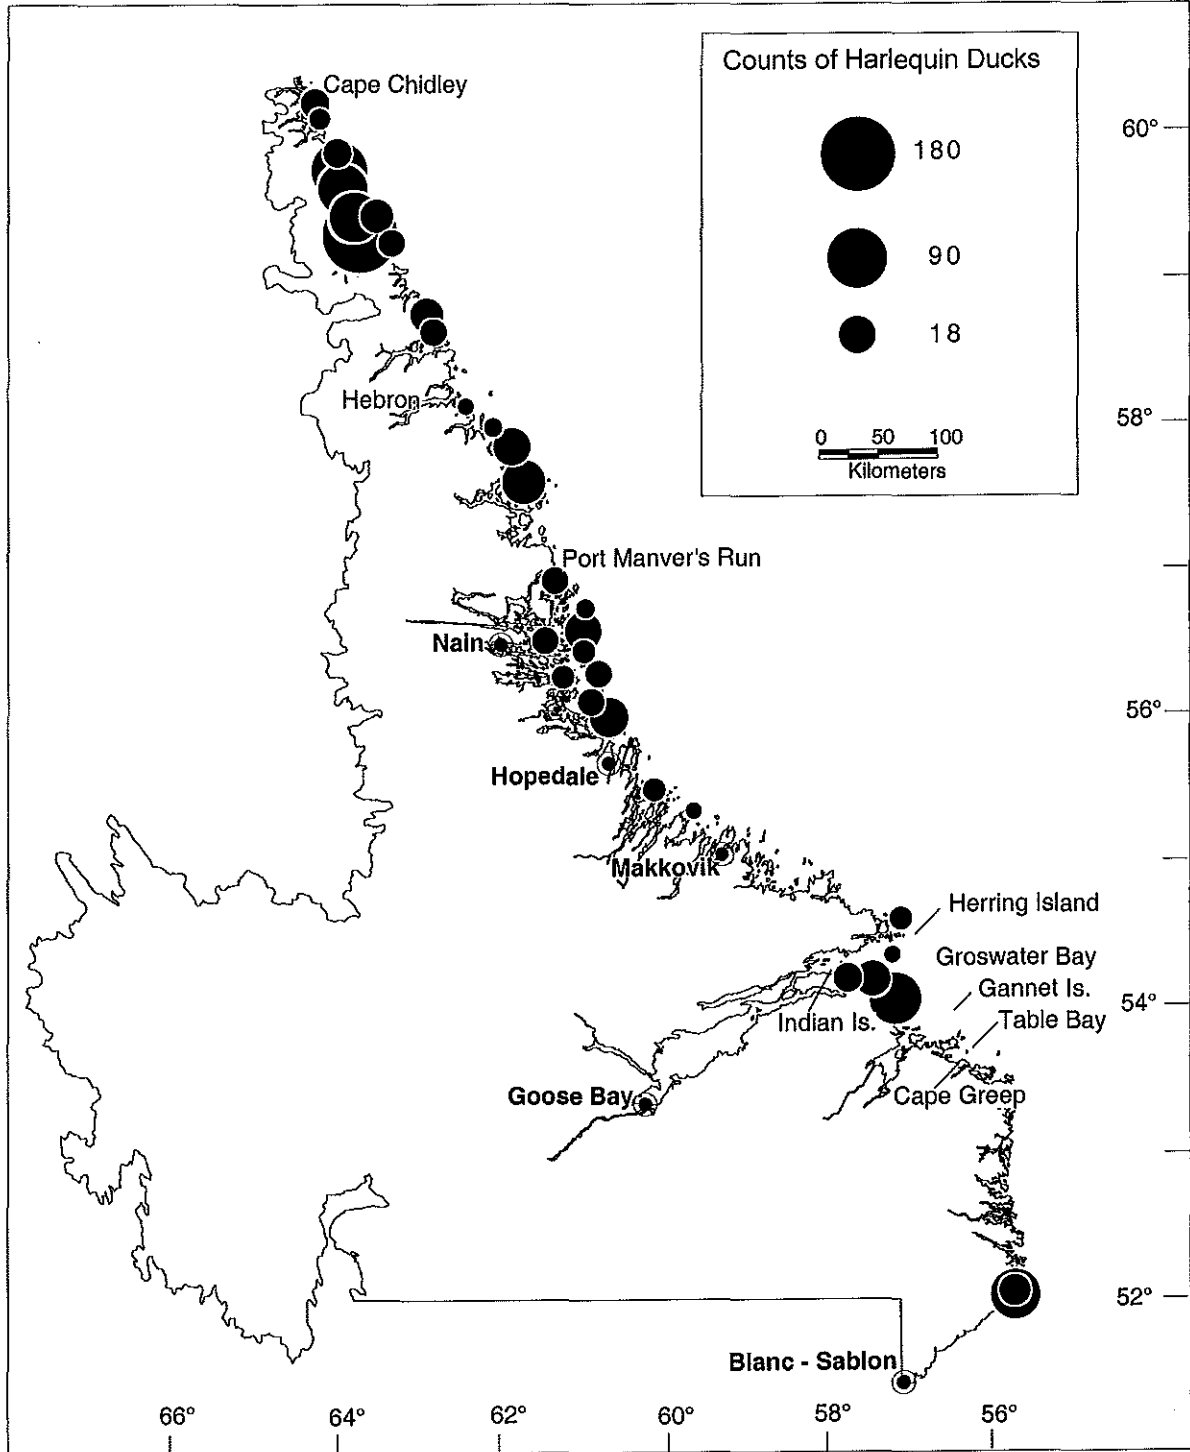 Counts of Harlequin Ducks
180
90
18
0 50 100
Kilometers
Cape Chidley
60°
Hebron
58°
Port Manver's Run
Nain
56°
Hopedale
Makkovik
Herring Island
Groswater Bay
Gannet Is.
54°
Indian Is.
Table Bay
Goose Bay
Cape Greep
52°
Blanc - Sablon
66° 64° 62° 60° 58° 56°